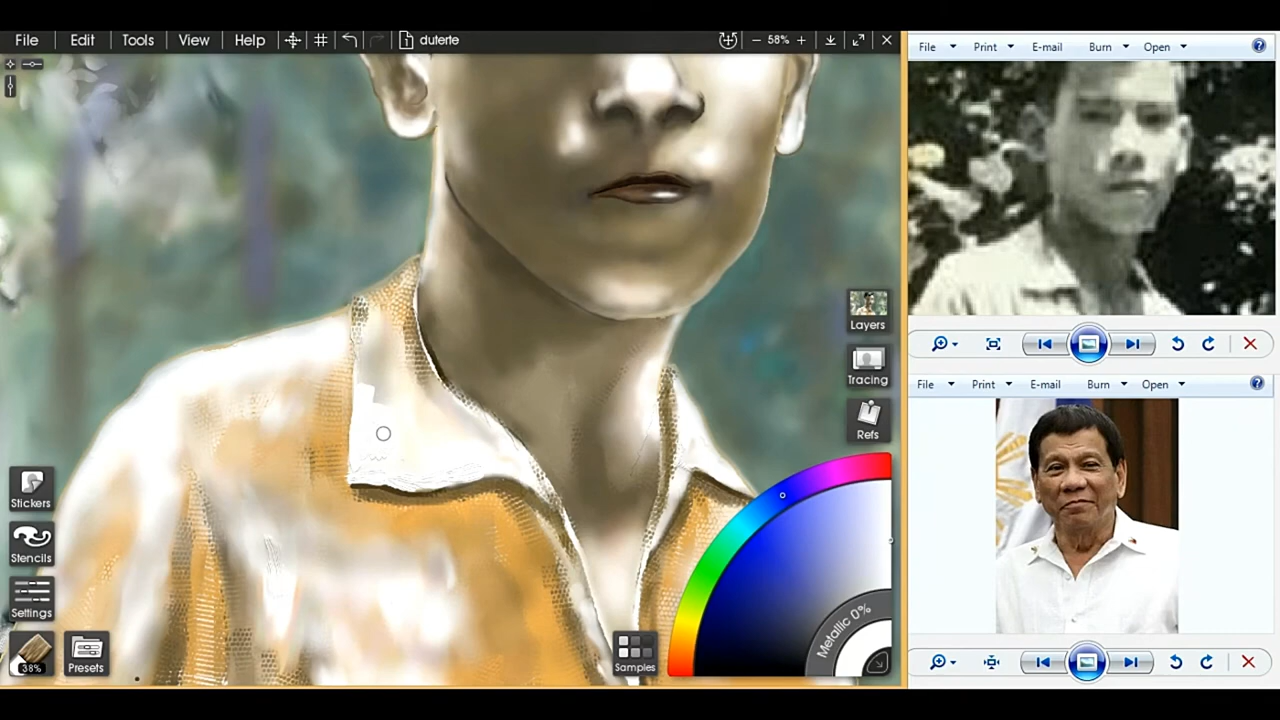 File Edit Tools View Help duterte 58%
File Print E-mail Burn Open
Layers
Tracing
Refs
File Print E-mail Burn Open
Stickers
Stencils
Settings
38%
Presets
Samples
Metallic 0%